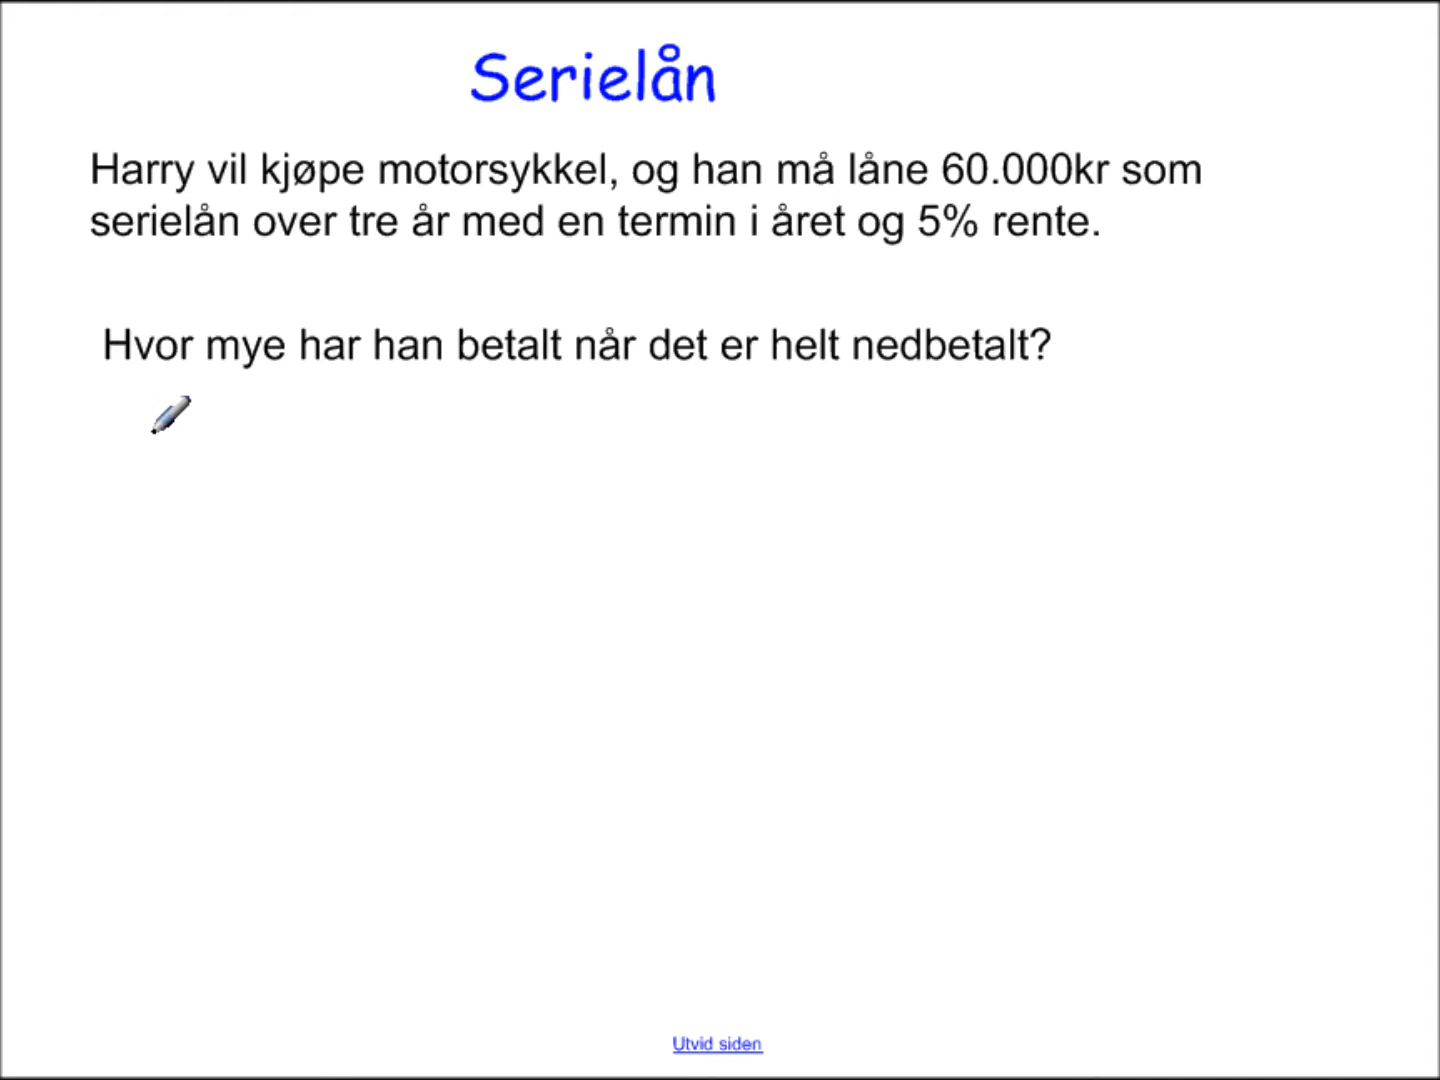 Serielån
Harry vil kjøpe motorsykkel, og han må låne 60.000kr som
serielån over tre år med en termin i året og 5% rente.
Hvor mye har han betalt når det er helt nedbetalt?
Utvid siden